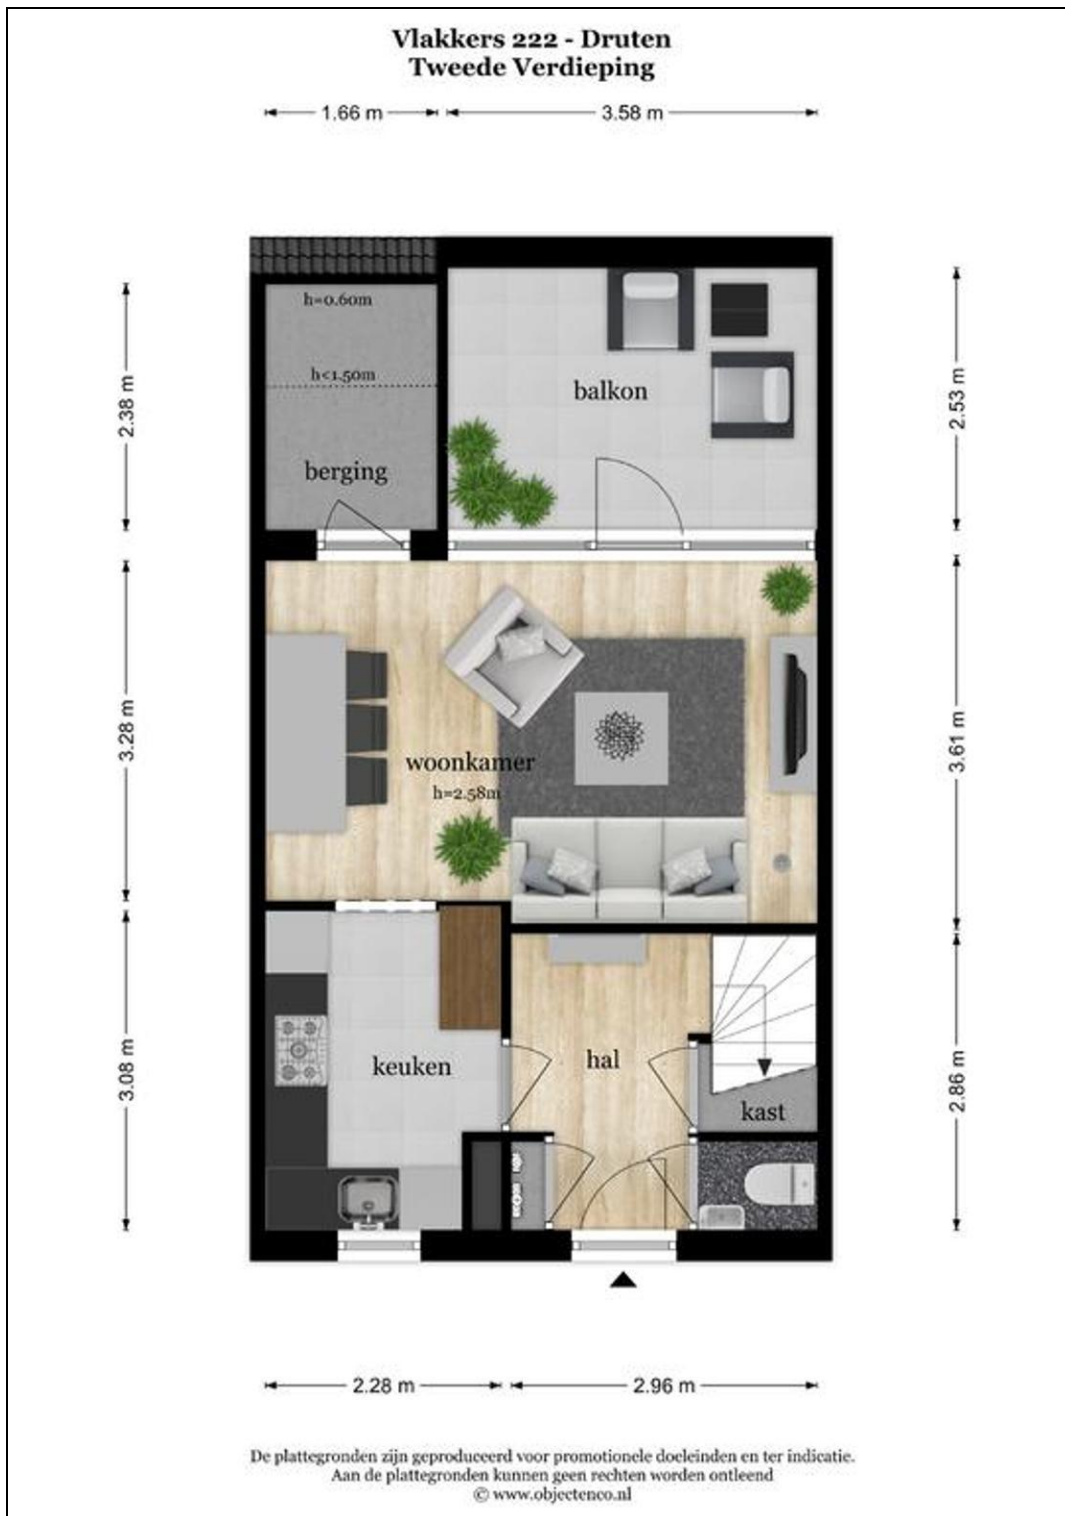 Vlakkers 222 - Druten
Tweede Verdieping
1.66 m
3.58 m
h=0.60m
h<1.50m
berging
balkon
2.38 m
2.53 m
woonkamer
h=2.58m
3.28 m
3.61 m
keuken
hal
kast
3.08 m
2.86 m
2.28 m
2.96 m
De plattegronden zijn geproduceerd voor promotionele doeleinden en ter indicatie.
Aan de plattegronden kunnen geen rechten worden ontleend
© www.objectenco.nl